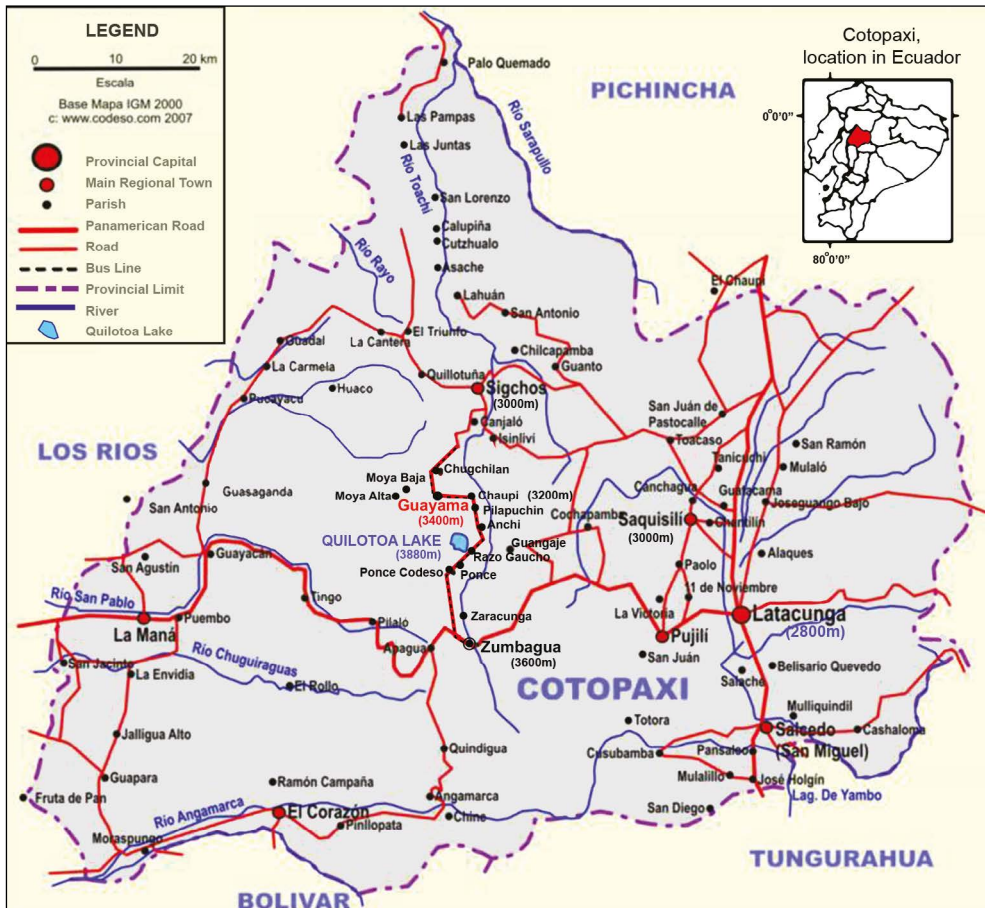 LEGEND
0 10 20 km
Escala
Base Mapa IGM 2000
c: www.codeso.com 2007
Provincial Capital
Main Regional Town
Parish
Panamerican Road
Road
Bus Line
Provincial Limit
River
Quilotoa Lake
Cotopaxi,
location in Ecuador
0°0'0"
80°0'0"
Palo Quemado
PICHINCHA
Río Sarapullo
Las Pampas
Las Juntas
Río Toachi
San Lorenzo
Calupiña
Cutzhualo
Río Rayo
Asache
El Chaupi
Lahuán
San Antonio
El Triunfo
La Cantera
Guadal
Chilcapamba
Guanto
La Carmela
Quillotuña
Huaco
Sigchos
(3000m)
Pucayacu
San Juán de
Pastocalle
Canjaló
Isinliví
Toacaso
San Ramón
LOS RIOS
Tanicuchi
Mulaló
Chugchilan
Moya Baja
Moya Alta
Chaupi (3200m)
Guasaganda
Canchagua
Guaytacama
Joseguango Bajo
San Antonio
Guayama
(3400m)
Pilapuchin
Anchi
Cochapamba
Saquisilí
(3000m)
Chantilín
QUILOTOA LAKE
(3880m)
Guangaje
Razo Gaucho
Guayacán
Alaques
San Agustín
Ponce Codeso
Ponce
Paolo
11 de Noviembre
Río San Pablo
Tingo
La Victoria
Latacunga
(2800m)
La Maná
Puembo
Pilaló
Zaracunga
Pujilí
Apagua
Zumbagua
(3600m)
San Juán
San Jacinto
Río Chuguiraguas
La Envidia
El Rollo
COTOPAXI
Salache
Belisario Quevedo
Mulliquindil
Totora
Salcedo
(San Miguel)
Cashaloma
Jalligua Alto
Quindigua
Cusubamba
Pansaleo
Guapara
Ramón Campaña
Mulalillo
José Holgín
Fruta de Pan
Angamarca
Lag. De Yambo
Río Angamarca
El Corazón
Chine
San Diego
Pinllopata
Moraspungo
TUNGURAHUA
BOLIVAR